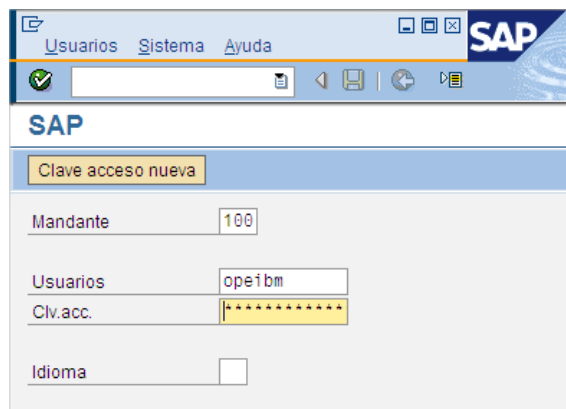 Usuarios Sistema Ayuda
SAP
SAP
Clave acceso nueva
Mandante 100
Usuarios opeibm
Clv.acc. ************
Idioma